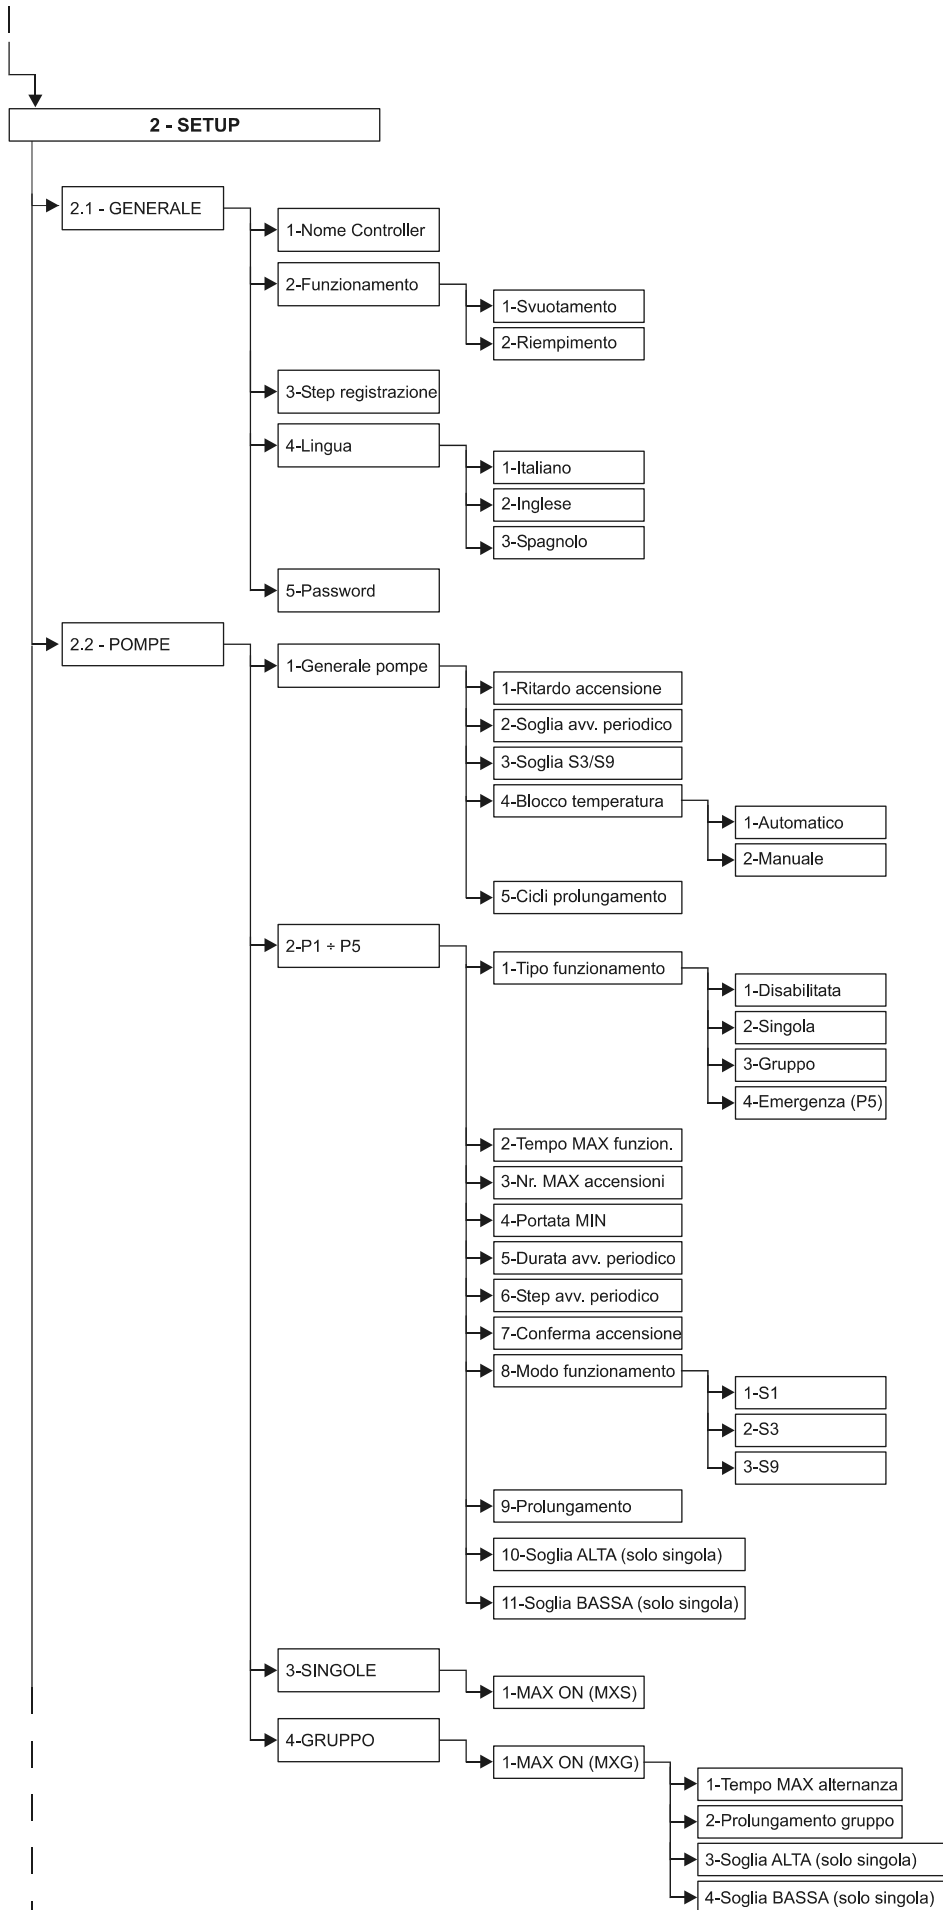 2 - SETUP
2.1 - GENERALE
1-Nome Controller
2-Funzionamento
1-Svuotamento
2-Riempimento
3-Step registrazione
4-Lingua
1-Italiano
2-Inglese
3-Spagnolo
5-Password
2.2 - POMPE
1-Generale pompe
1-Ritardo accensione
2-Soglia avv. periodico
3-Soglia S3/S9
4-Blocco temperatura
1-Automatico
2-Manuale
5-Cicli prolungamento
2-P1 ÷ P5
1-Tipo funzionamento
1-Disabilitata
2-Singola
3-Gruppo
4-Emergenza (P5)
2-Tempo MAX funzion.
3-Nr. MAX accensioni
4-Portata MIN
5-Durata avv. periodico
6-Step avv. periodico
7-Conferma accensione
8-Modo funzionamento
1-S1
2-S3
3-S9
9-Prolungamento
10-Soglia ALTA (solo singola)
11-Soglia BASSA (solo singola)
3-SINGOLE
1-MAX ON (MXS)
4-GRUPPO
1-MAX ON (MXG)
1-Tempo MAX alternanza
2-Prolungamento gruppo
3-Soglia ALTA (solo singola)
4-Soglia BASSA (solo singola)